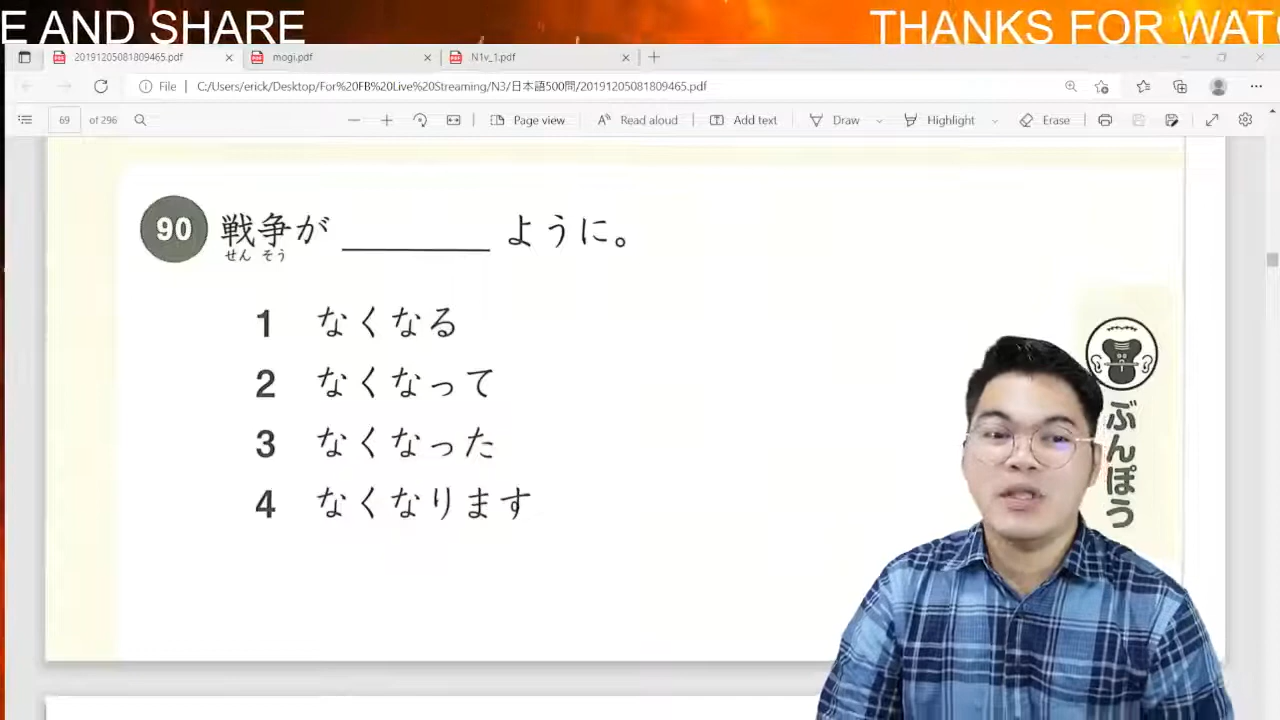 E AND SHARE
THANKS FOR WATC
20191205081809465.pdf
mogi.pdf
N1v_1.pdf
File
C:/Users/erick/Desktop/For%20FB%20Live%20Streaming/N3/日本語500問/20191205081809465.pdf
69 of 296
Page view
Read aloud
Add text
Draw
Highlight
Erase
90 戦争が ________ ように。
せん そう
1 なくなる
2 なくなって
3 なくなった
4 なくなります
ぶんぽう